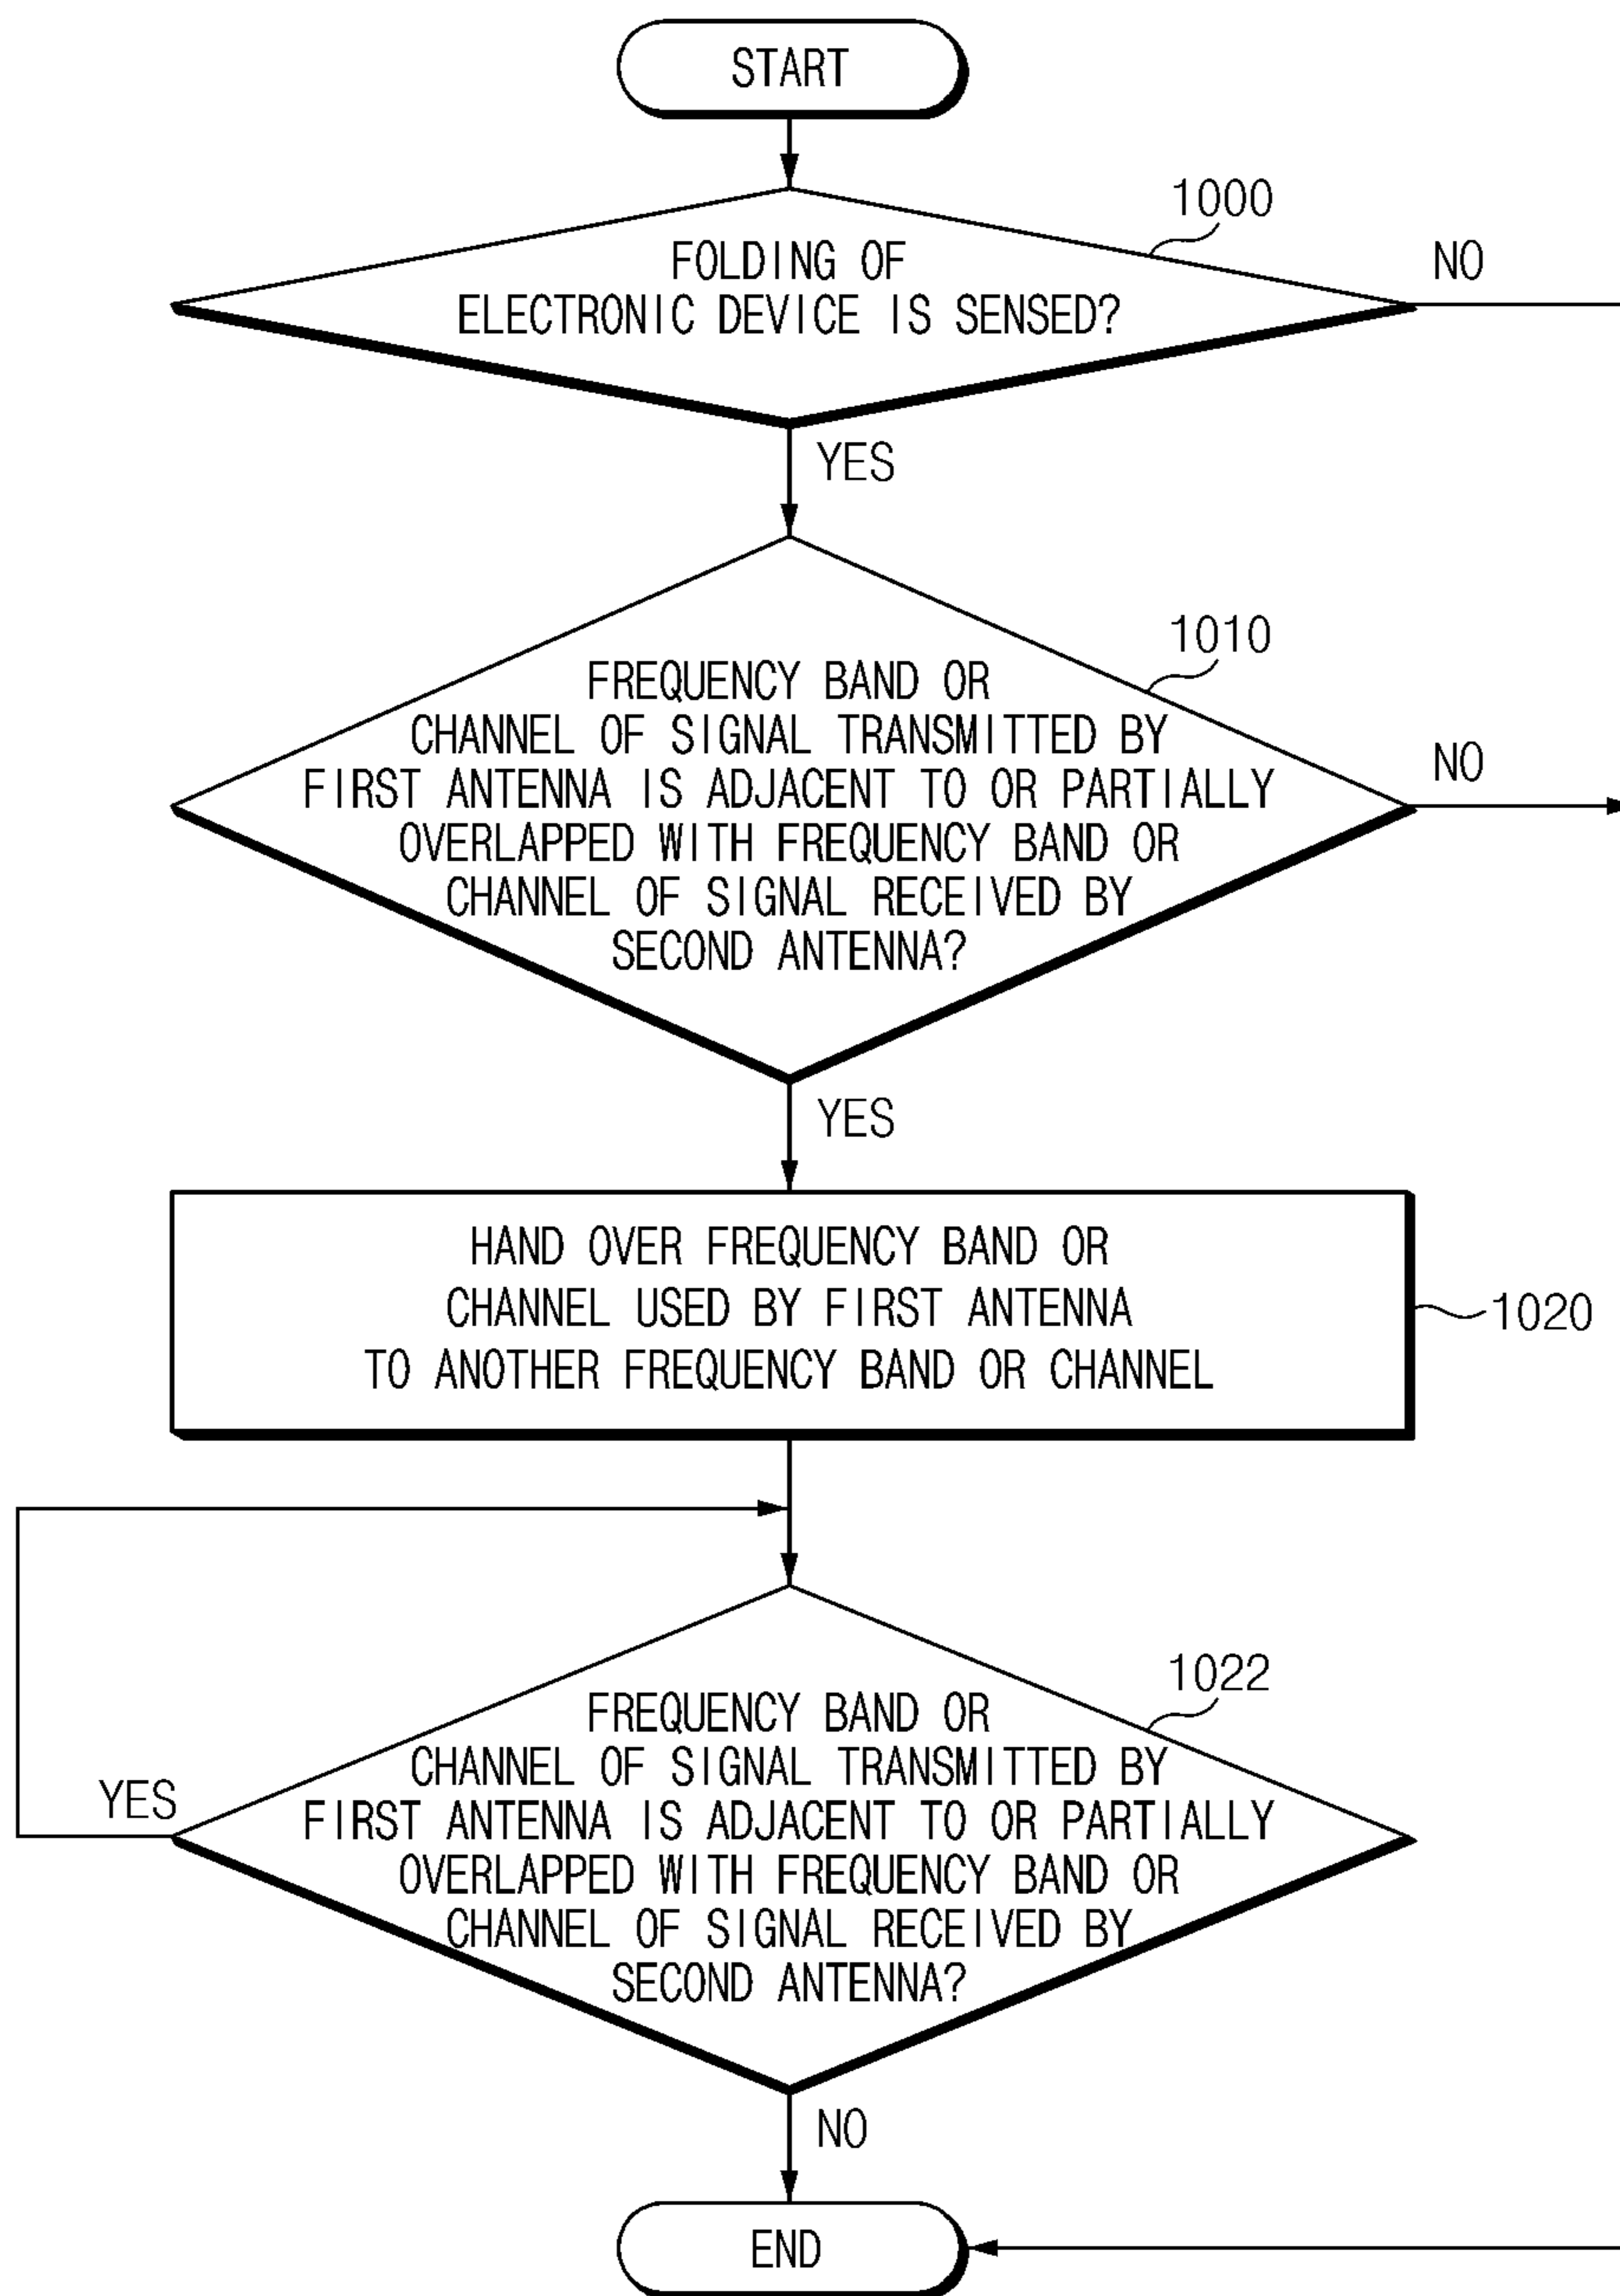 START
1000
FOLDING OF
ELECTRONIC DEVICE IS SENSED?
NO
YES
1010
FREQUENCY BAND OR
CHANNEL OF SIGNAL TRANSMITTED BY
FIRST ANTENNA IS ADJACENT TO OR PARTIALLY
OVERLAPPED WITH FREQUENCY BAND OR
CHANNEL OF SIGNAL RECEIVED BY
SECOND ANTENNA?
NO
YES
HAND OVER FREQUENCY BAND OR
CHANNEL USED BY FIRST ANTENNA
TO ANOTHER FREQUENCY BAND OR CHANNEL
1020
1022
FREQUENCY BAND OR
CHANNEL OF SIGNAL TRANSMITTED BY
FIRST ANTENNA IS ADJACENT TO OR PARTIALLY
OVERLAPPED WITH FREQUENCY BAND OR
CHANNEL OF SIGNAL RECEIVED BY
SECOND ANTENNA?
YES
NO
END